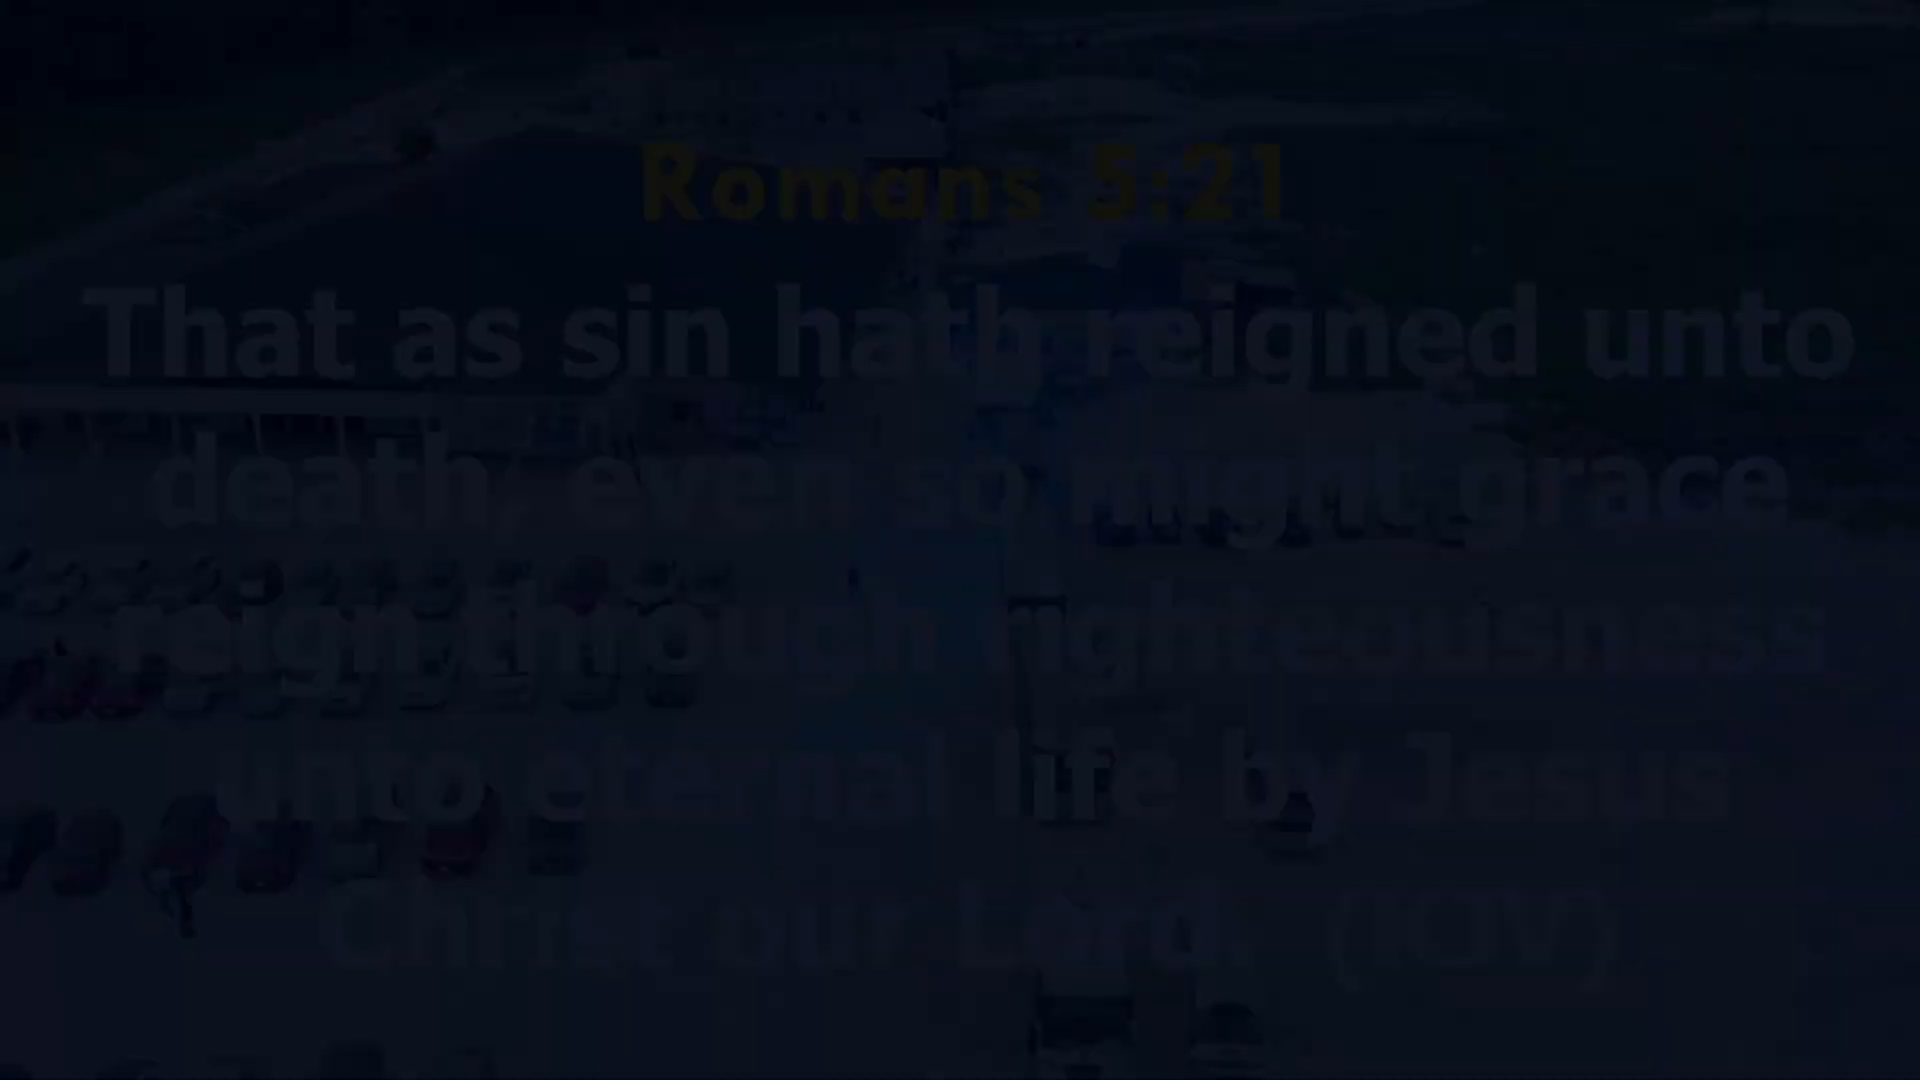 Romans 5:21
That as sin hath reigned unto
death, even so might grace
reign through righteousness
unto eternal life by Jesus
Christ our Lord. (KJV)